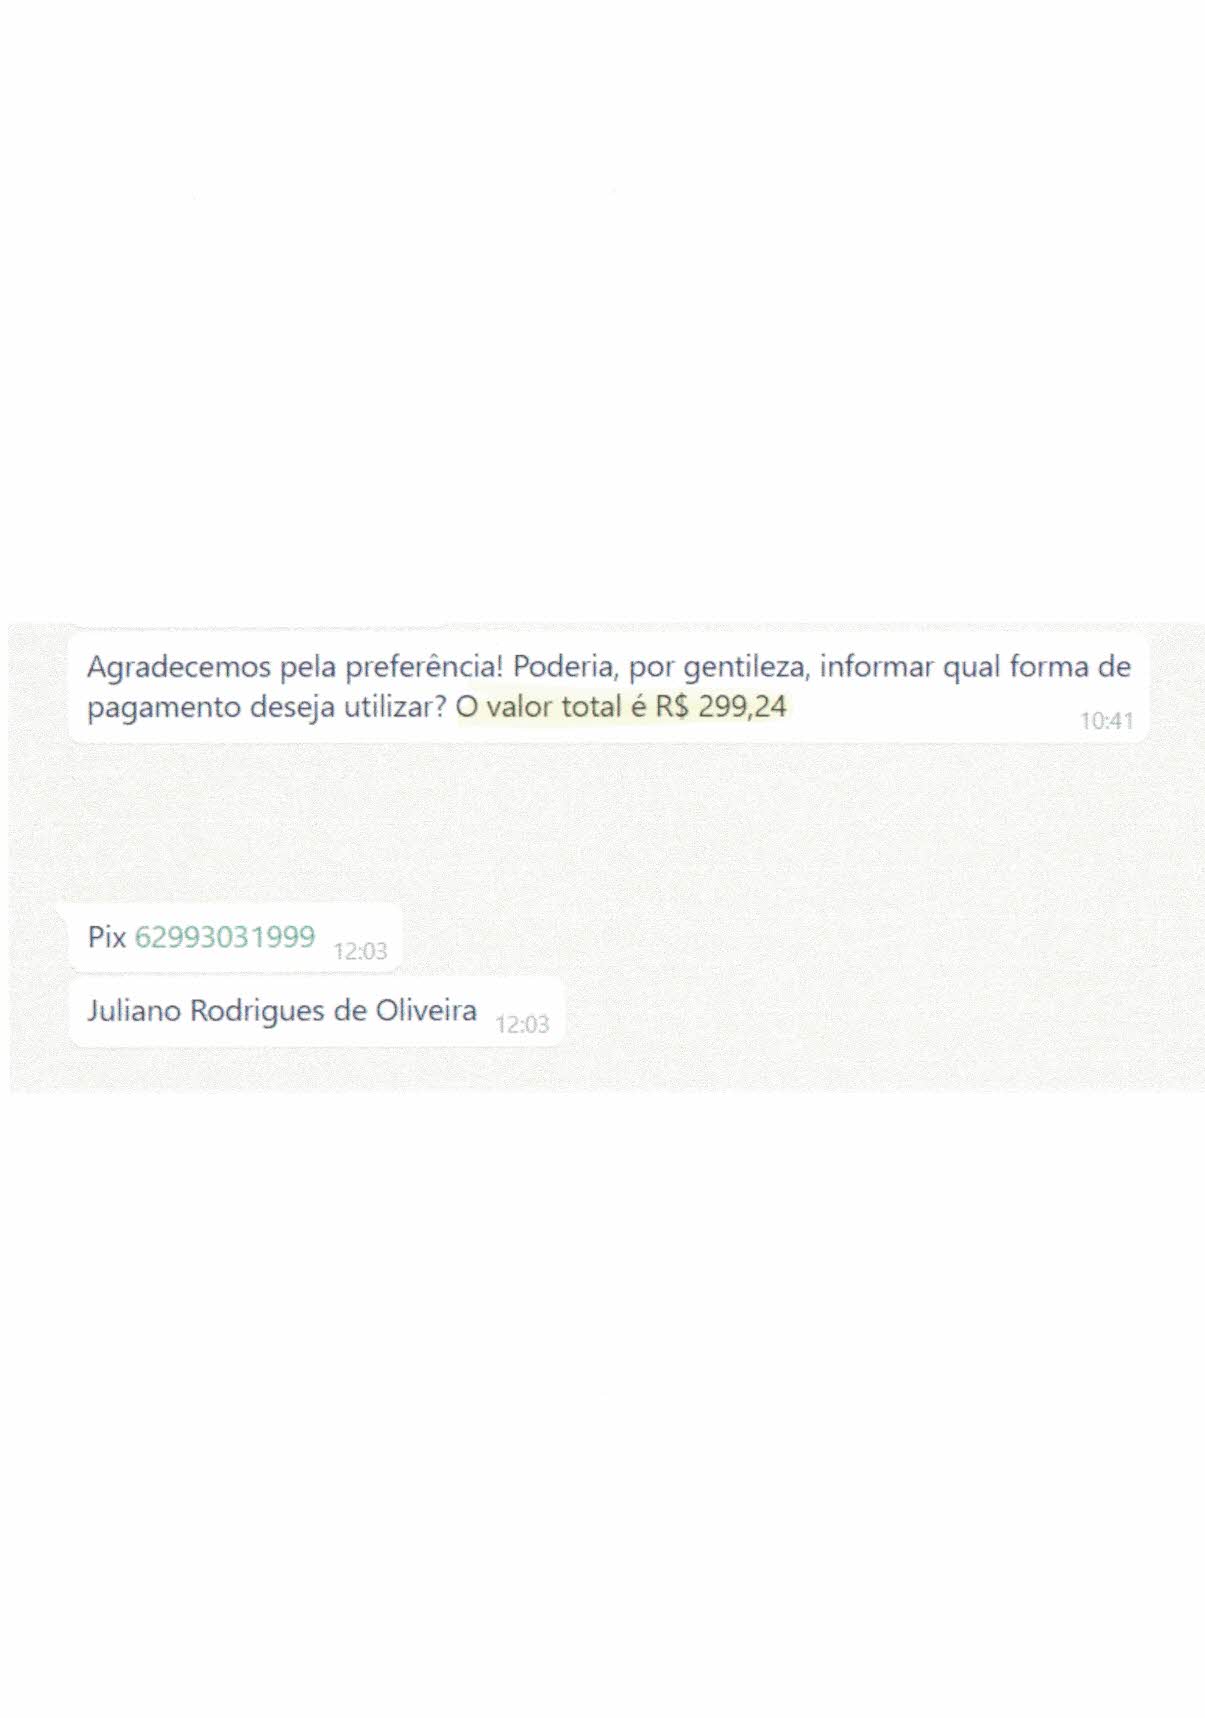 Agradecemos pela preferência! Poderia, por gentileza, informar qual forma de
pagamento deseja utilizar? O valor total é R$ 299,24
10:41
Pix 62993031999 12:03
Juliano Rodrigues de Oliveira 12:03